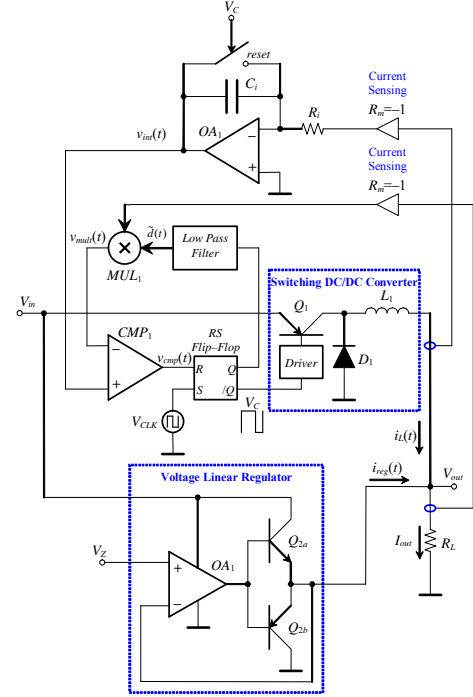 V_C
reset
C_i
Current
Sensing
R_m=–1
R_i
v_int(t)
OA_1
–
+
Current
Sensing
R_m=–1
v_mult(t)
d̃(t)
Low Pass
Filter
×
MUL_1
Switching DC/DC Converter
V_in
Q_1
L_1
CMP_1
–
+
v_cmp(t)
RS
Flip–Flop
R
Q
S
/Q
Driver
D_1
V_CLK
V_C
i_L(t)
Voltage Linear Regulator
i_reg(t)
V_out
V_Z
OA_1
+
–
Q_2a
Q_2b
I_out
R_L